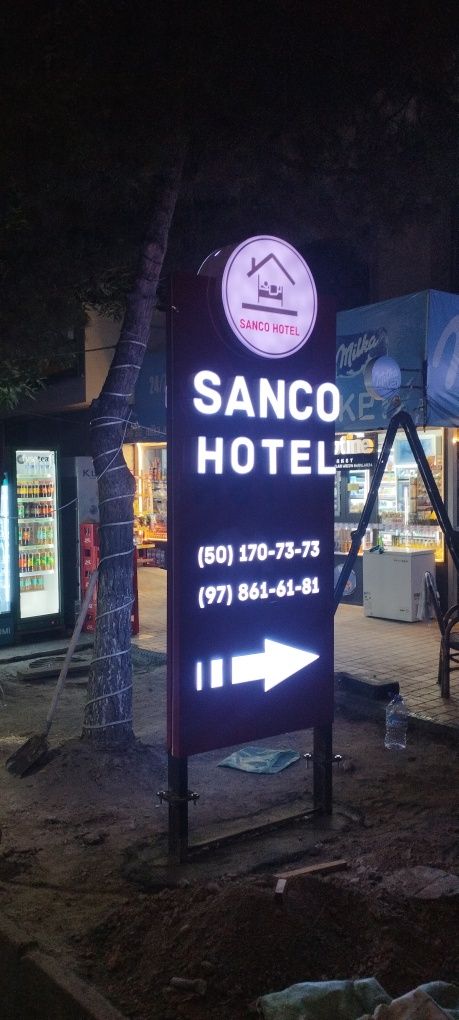 SANCO HOTEL
SANCO
HOTEL
(50) 170-73-73
(97) 861-61-81
Milka